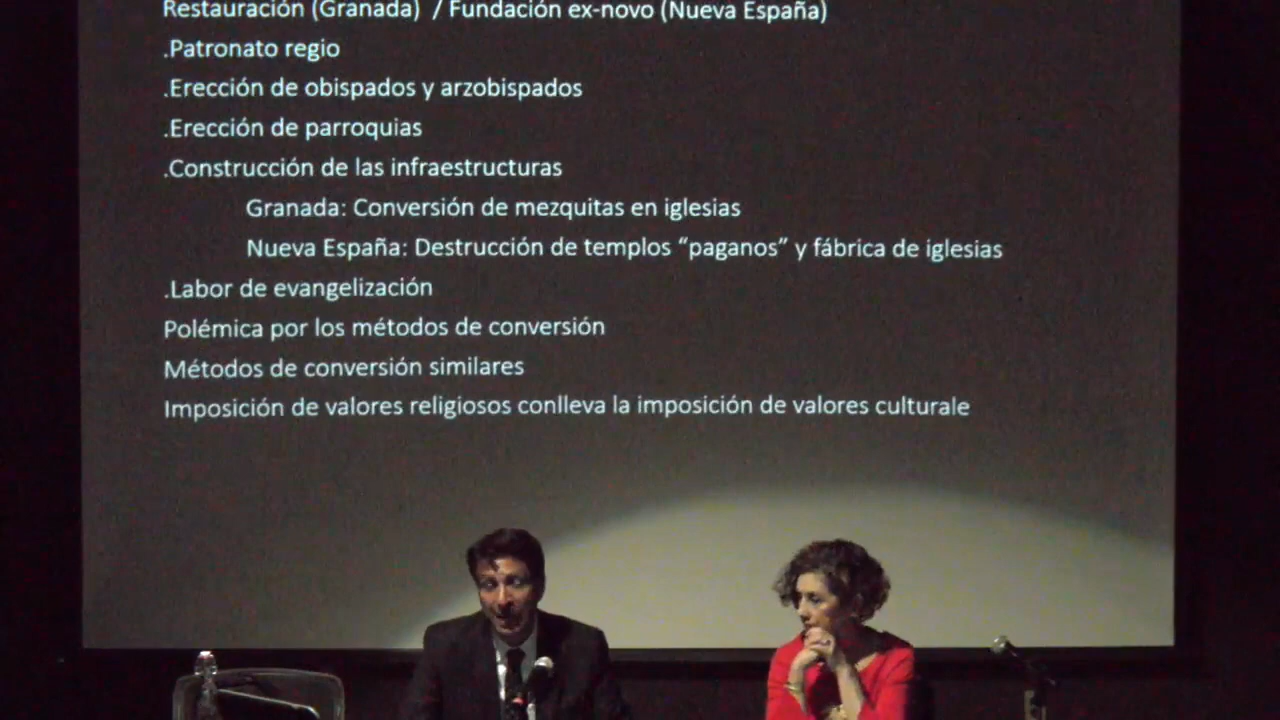 Restauración (Granada)  / Fundación ex-novo (Nueva España)
.Patronato regio
.Erección de obispados y arzobispados
.Erección de parroquias
.Construcción de las infraestructuras
Granada: Conversión de mezquitas en iglesias
Nueva España: Destrucción de templos “paganos” y fábrica de iglesias
.Labor de evangelización
Polémica por los métodos de conversión
Métodos de conversión similares
Imposición de valores religiosos conlleva la imposición de valores culturale